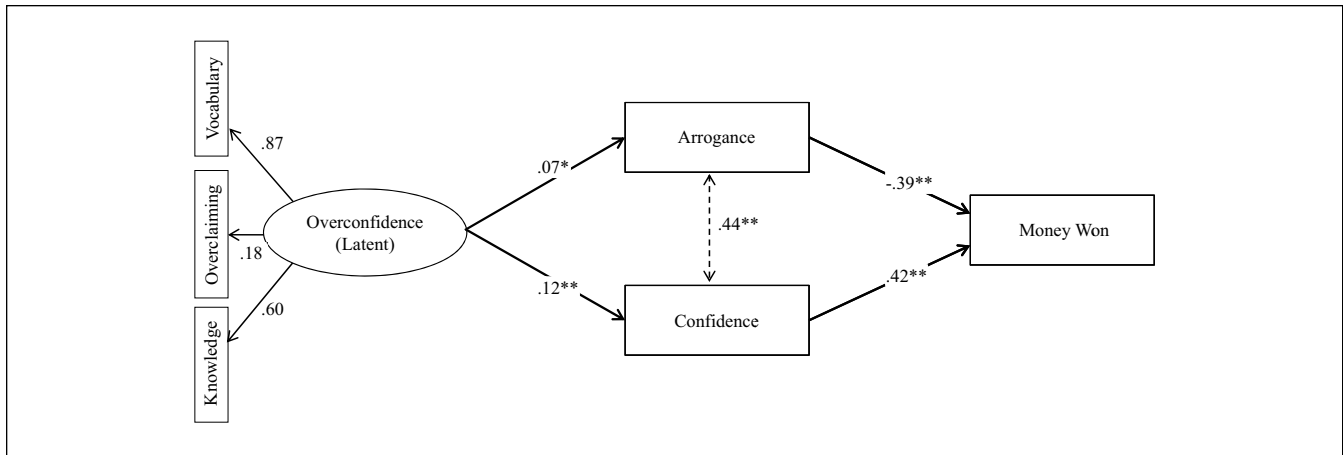 Vocabulary
.87
Overclaiming
.18
Knowledge
.60
Overconfidence
(Latent)
.07*
.12**
Arrogance
.44**
Confidence
-.39**
.42**
Money Won